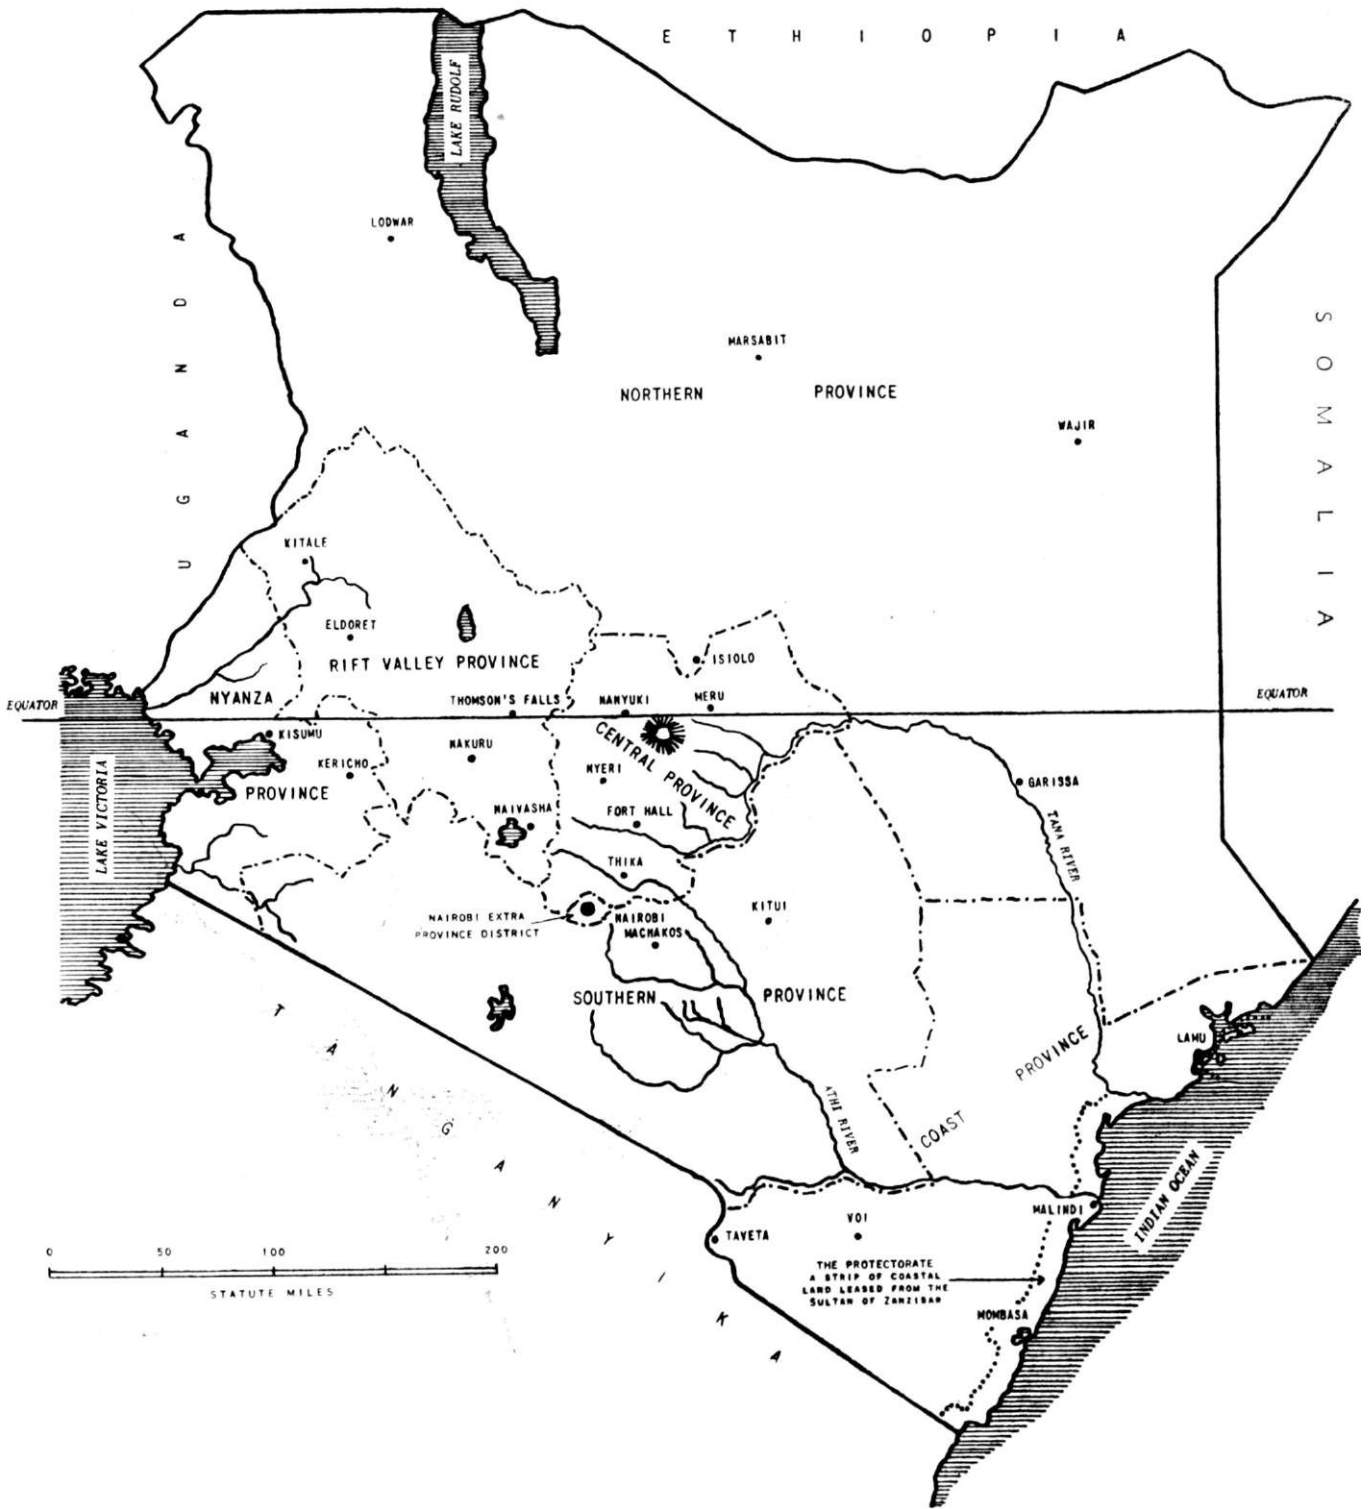 ETHIOPIA
LAKE RUDOLF
LODWAR
UGANDA
SOMALIA
MARSABIT
NORTHERN PROVINCE
WAJIR
KITALE
ELDORET
RIFT VALLEY PROVINCE
ISIOLO
NYANZA
THOMSON'S FALLS
NANYUKI
MERU
EQUATOR
EQUATOR
KISUMU
CENTRAL PROVINCE
NAKURU
KERICHO
NYERI
GARISSA
PROVINCE
LAKE VICTORIA
NAIVASHA
FORT HALL
TANA RIVER
THIKA
KITUI
NAIROBI EXTRA
PROVINCE DISTRICT
NAIROBI
MACHAKOS
SOUTHERN PROVINCE
TANGANYIKA
LAMU
COAST PROVINCE
ATHI RIVER
INDIAN OCEAN
MALINDI
VOI
TAVETA
THE PROTECTORATE
A STRIP OF COASTAL
LAND LEASED FROM THE
SULTAN OF ZANZIBAR
MOMBASA
0 50 100 200
STATUTE MILES